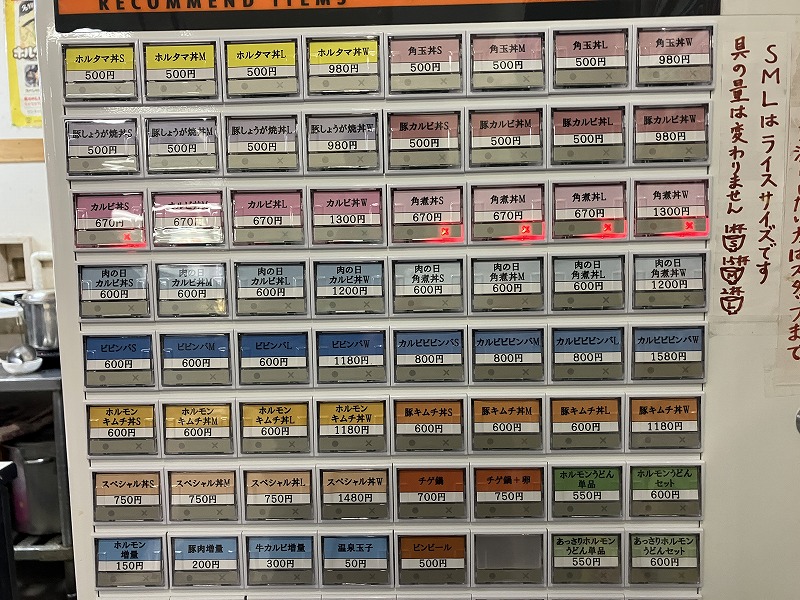 RECOMMEND ITEMS
ホルタマ丼S
500円
ホルタマ丼M
500円
ホルタマ丼L
500円
ホルタマ丼W
980円
角玉丼S
500円
角玉丼M
500円
角玉丼L
500円
角玉丼W
980円
豚しょうが焼丼S
500円
豚しょうが焼丼M
500円
豚しょうが焼丼L
500円
豚しょうが焼丼W
980円
豚カルビ丼S
500円
豚カルビ丼M
500円
豚カルビ丼L
500円
豚カルビ丼W
980円
カルビ丼S
670円
カルビ丼M
670円
カルビ丼L
670円
カルビ丼W
1300円
角煮丼S
670円
角煮丼M
670円
角煮丼L
670円
角煮丼W
1300円
肉の日
カルビ丼S
600円
肉の日
カルビ丼M
600円
肉の日
カルビ丼L
600円
肉の日
カルビ丼W
1200円
肉の日
角煮丼S
600円
肉の日
角煮丼M
600円
肉の日
角煮丼L
600円
肉の日
角煮丼W
1200円
ビビンバS
600円
ビビンバM
600円
ビビンバL
600円
ビビンバW
1180円
カルビビビンバS
800円
カルビビビンバM
800円
カルビビビンバL
800円
カルビビビンバW
1580円
ホルモン
キムチ丼S
600円
ホルモン
キムチ丼M
600円
ホルモン
キムチ丼L
600円
ホルモン
キムチ丼W
1180円
豚キムチ丼S
600円
豚キムチ丼M
600円
豚キムチ丼L
600円
豚キムチ丼W
1180円
スペシャル丼S
750円
スペシャル丼M
750円
スペシャル丼L
750円
スペシャル丼W
1480円
チゲ鍋
700円
チゲ鍋+卵
750円
ホルモンうどん
単品
550円
ホルモンうどん
セット
600円
ホルモン
増量
150円
豚肉増量
200円
牛カルビ増量
300円
温泉玉子
50円
ビンビール
500円
あっさりホルモン
うどん単品
550円
あっさりホルモン
うどんセット
600円
SMLはライスサイズです
具の量は変わりません